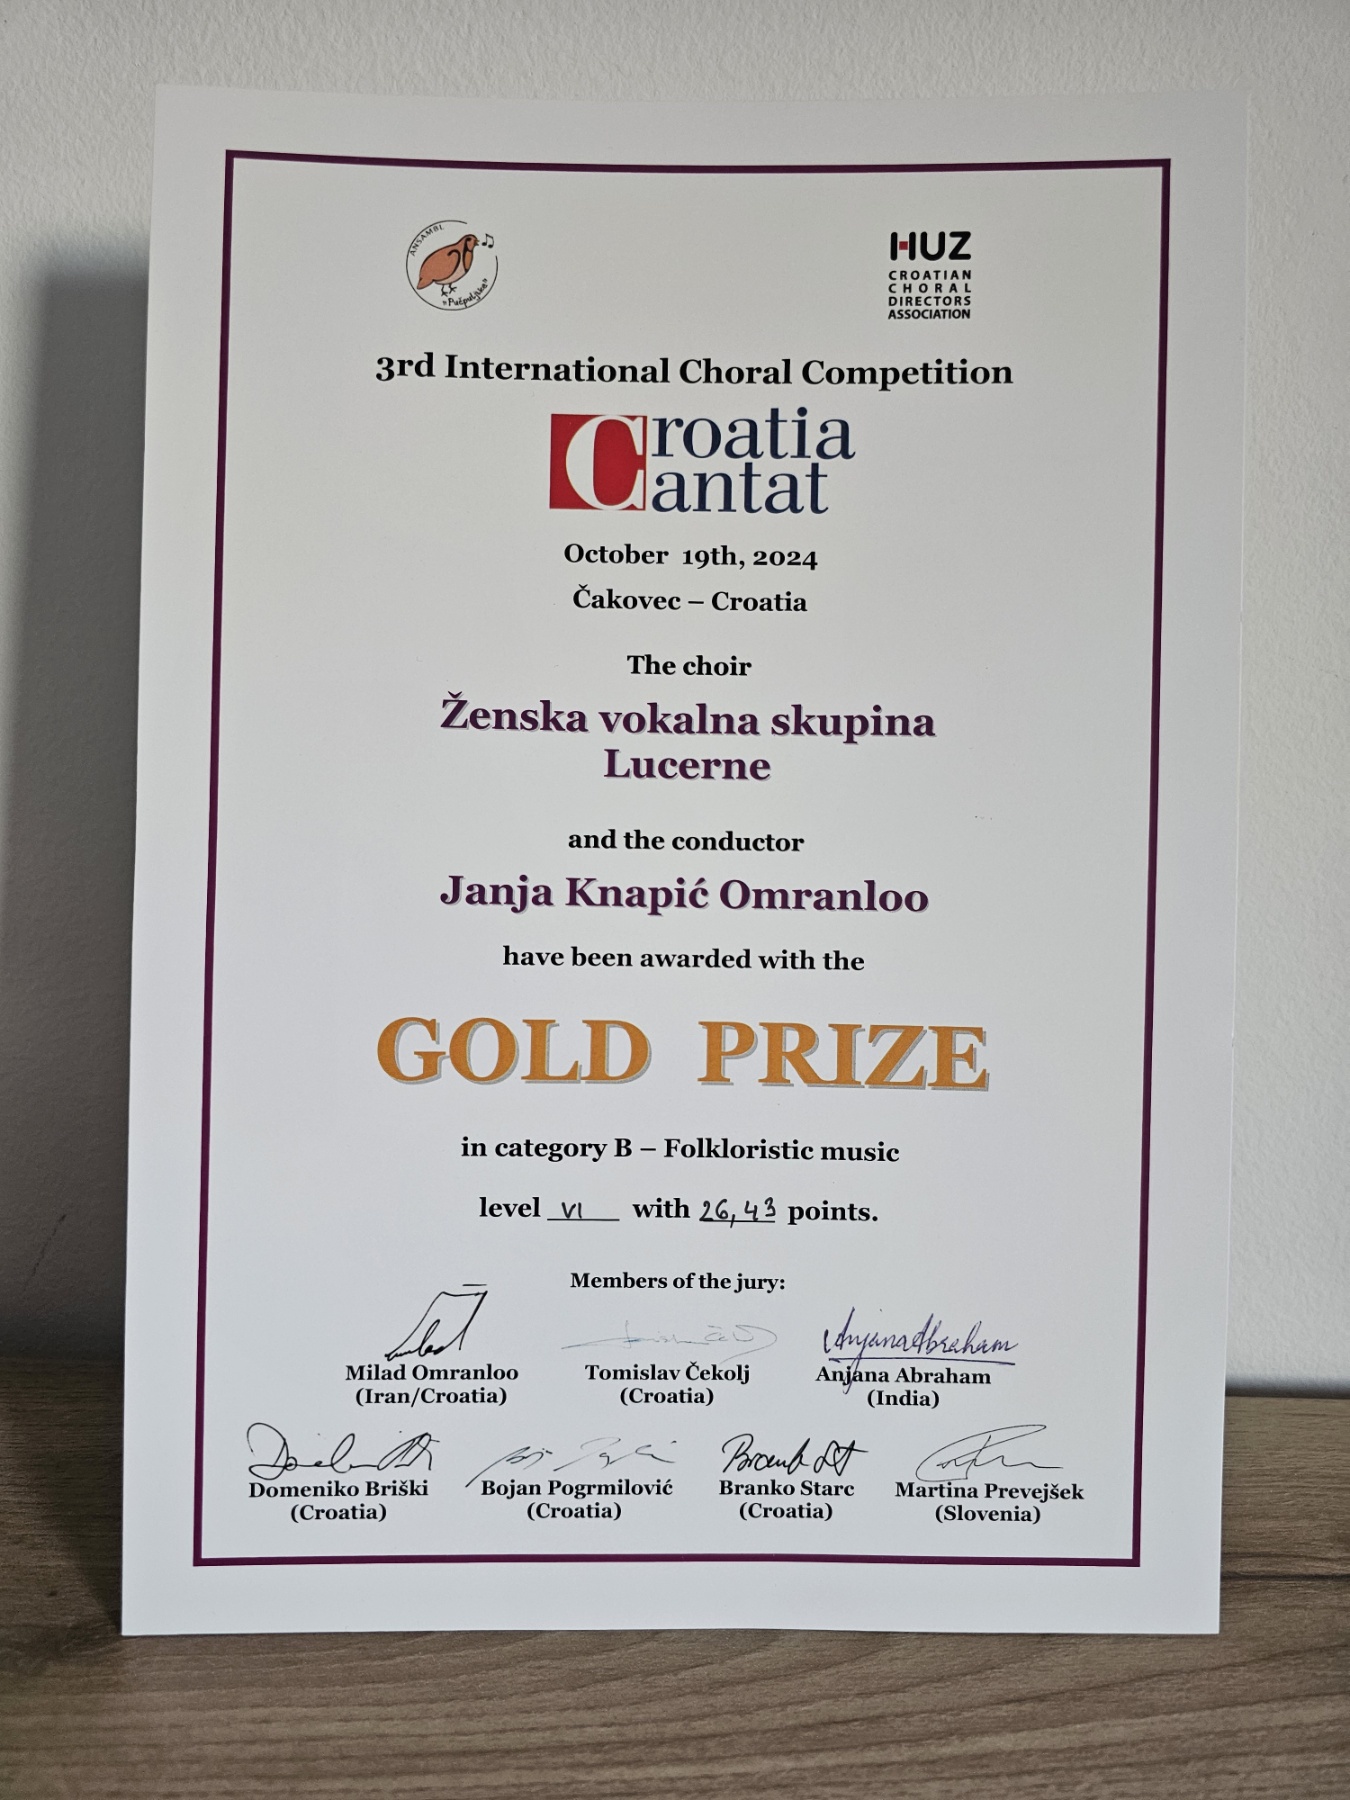 ANSAMBL
"Pučpuljske"
HUZ
CROATIAN
CHORAL
DIRECTORS
ASSOCIATION
3rd International Choral Competition
Croatia
Cantat
October 19th, 2024
Čakovec – Croatia
The choir
Ženska vokalna skupina
Lucerne
and the conductor
Janja Knapić Omranloo
have been awarded with the
GOLD PRIZE
in category B – Folkloristic music
level VI with 26,43 points.
Members of the jury:
Anjana Abraham
Milad Omranloo Tomislav Čekolj Anjana Abraham
(Iran/Croatia) (Croatia) (India)
Domeniko Briški Bojan Pogrmilović Branko Starc Martina Prevejšek
(Croatia) (Croatia) (Croatia) (Slovenia)